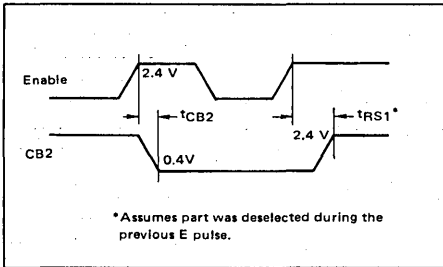 Enable
2.4 V
tCB2
tRS1*
2.4 V
CB2
0.4V
*Assumes part was deselected during the
previous E pulse.